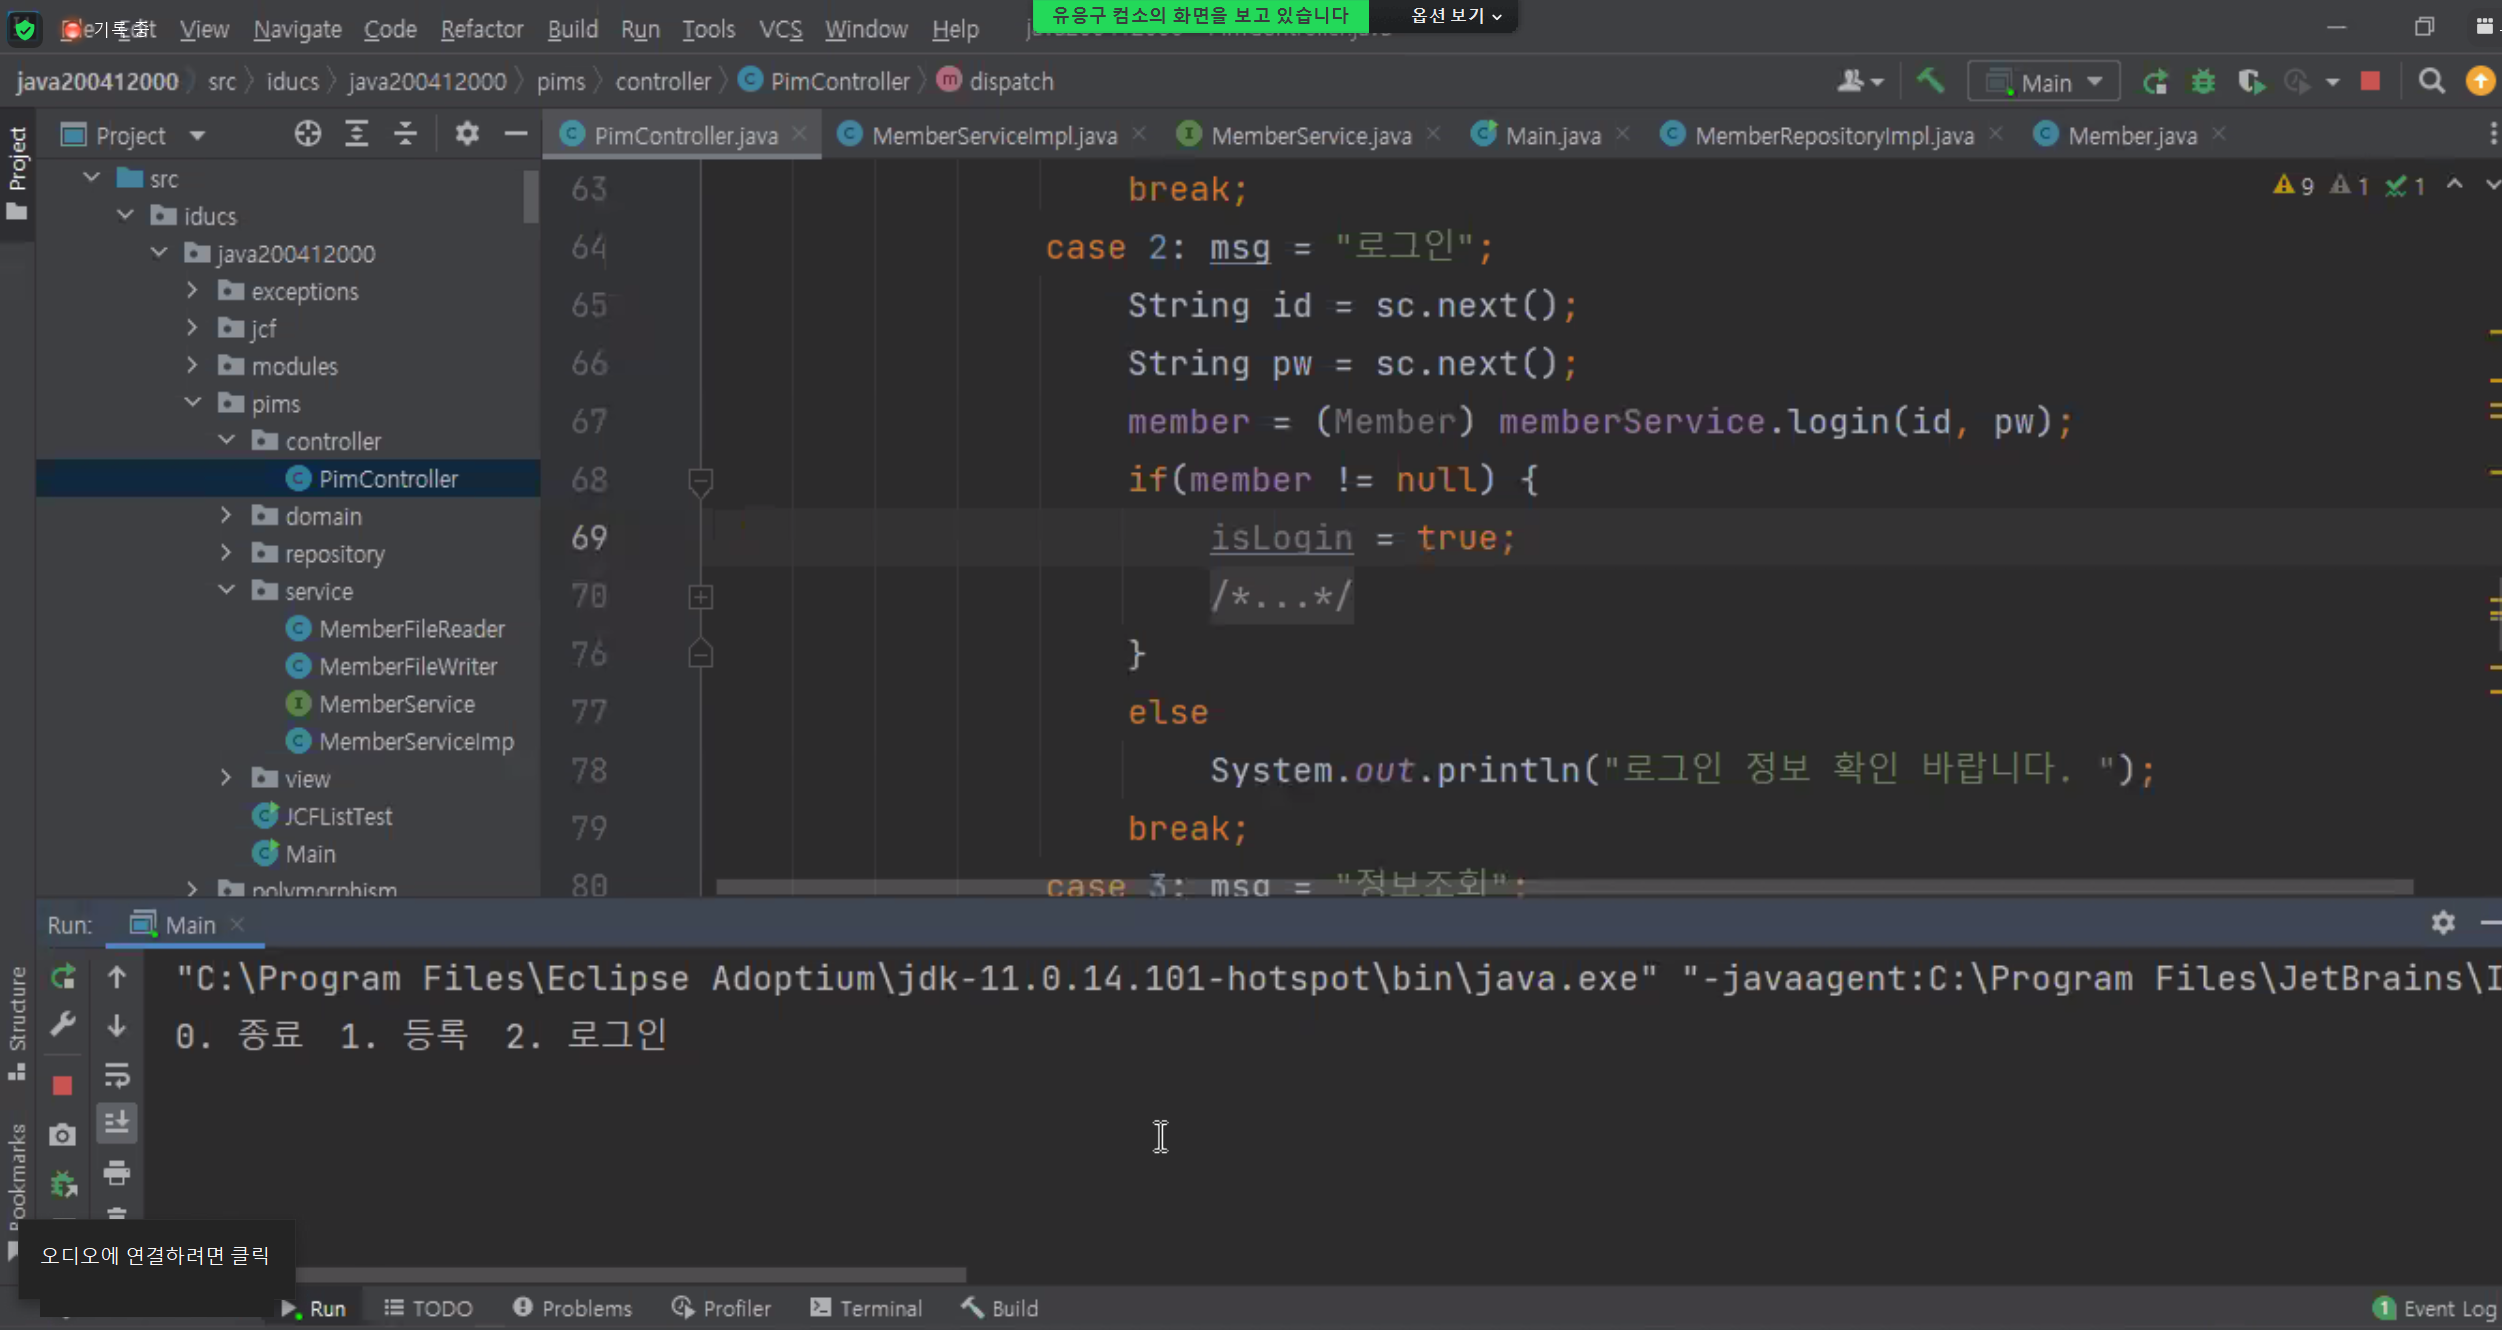 기록 중
Edit View Navigate Code Refactor Build Run Tools VCS Window Help
유응구 컴소의 화면을 보고 있습니다
옵션 보기
java200412000 src iducs java200412000 pims controller PimController dispatch
Main
Project
PimController.java MemberServiceImpl.java MemberService.java Main.java MemberRepositoryImpl.java Member.java
Project
src
iducs
java200412000
exceptions
jcf
modules
pims
controller
PimController
domain
repository
service
MemberFileReader
MemberFileWriter
MemberService
MemberServiceImp
view
JCFListTest
Main
polymorphism
9 1 1
63 break;
64 case 2: msg = "로그인";
65 String id = sc.next();
66 String pw = sc.next();
67 member = (Member) memberService.login(id, pw);
68 if(member != null) {
69 isLogin = true;
70 /*...*/
76 }
77 else
78 System.out.println("로그인 정보 확인 바랍니다. ");
79 break;
80 case 3: msg = "정보조회";
Run: Main
"C:\Program Files\Eclipse Adoptium\jdk-11.0.14.101-hotspot\bin\java.exe" "-javaagent:C:\Program Files\JetBrains\I
0. 종료 1. 등록 2. 로그인
Structure
Bookmarks
오디오에 연결하려면 클릭
Run TODO Problems Profiler Terminal Build
1 Event Log